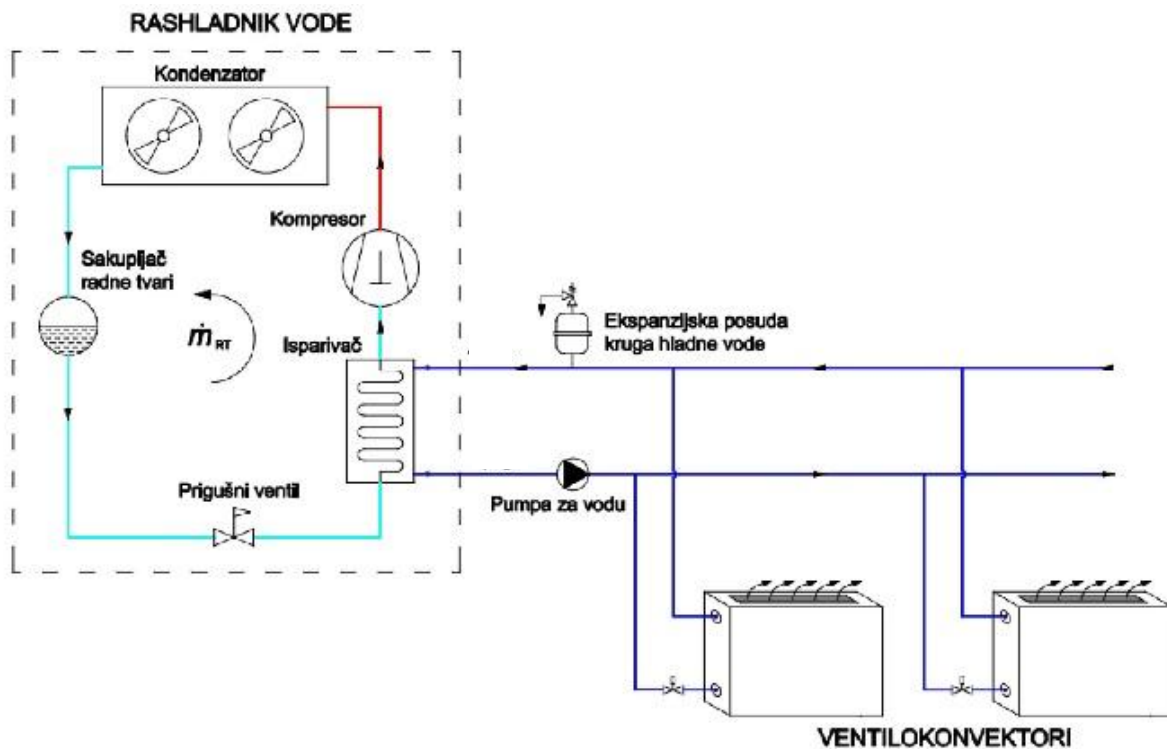 RASHLADNIK VODE
Kondenzator
Kompresor
Sakupljač
radne tvari
ṁ RT
Isparivač
Ekspanzijska posuda
kruga hladne vode
Prigušni ventil
Pumpa za vodu
VENTILOKONVEKTORI